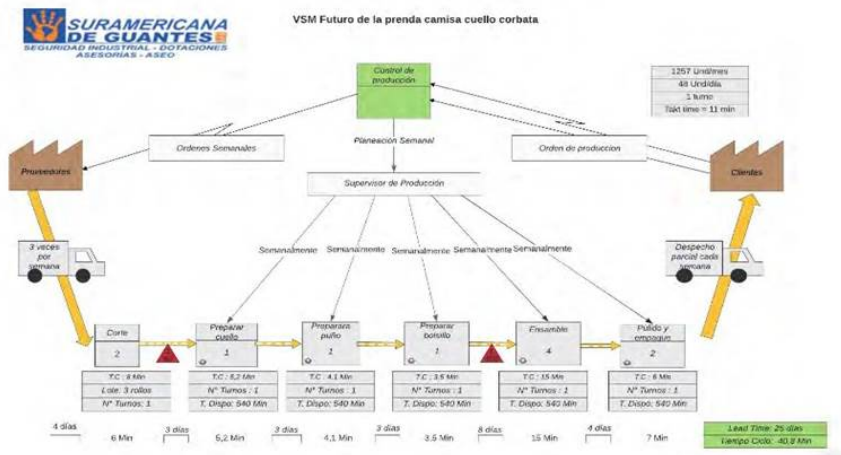 SURAMERICANA
DE GUANTES
SEGURIDAD INDUSTRIAL - DOTACIONES
ASESORÍAS - ASEO
VSM Futuro de la prenda camisa cuello corbata
Control de
producción
1257 Und/mes
48 Und/dia
1 turno
Takt time = 11 min
Ordenes Semanales
Planeación Semanal
Orden de produccion
Proveedores
Supervisor de Producción
Clientes
3 veces
por
semana
Semanalmente
Semanalmente
Semanalmente
Semanalmente
Semanalmente
Despecho
parcial cada
semana
Corte
2
Preparar
cuello
1
Preparara
puño
1
Preparar
bolsillo
1
Ensamble
4
Pulido y
empaque
2
T.C : 6 Min
Lote: 3 rollos
N° Turnos: 1
T.C : 5,2 Min
N° Turnos : 1
T. Dispo: 540 Min
T.C : 4,1 Min
N° Turnos : 1
T. Dispo: 540 Min
T.C : 3,5 Min
N° Turnos : 1
T. Dispo: 540 Min
T.C : 15 Min
N° Turnos : 1
T. Dispo: 540 Min
T.C : 6 Min
N° Turnos : 1
T. Dispo: 540 Min
4 días
6 Min
3 días
5,2 Min
3 días
4,1 Min
3 días
3,5 Min
8 días
15 Min
4 días
7 Min
Lead Time: 25 días
Tiempo Ciclo: 40,8 Min